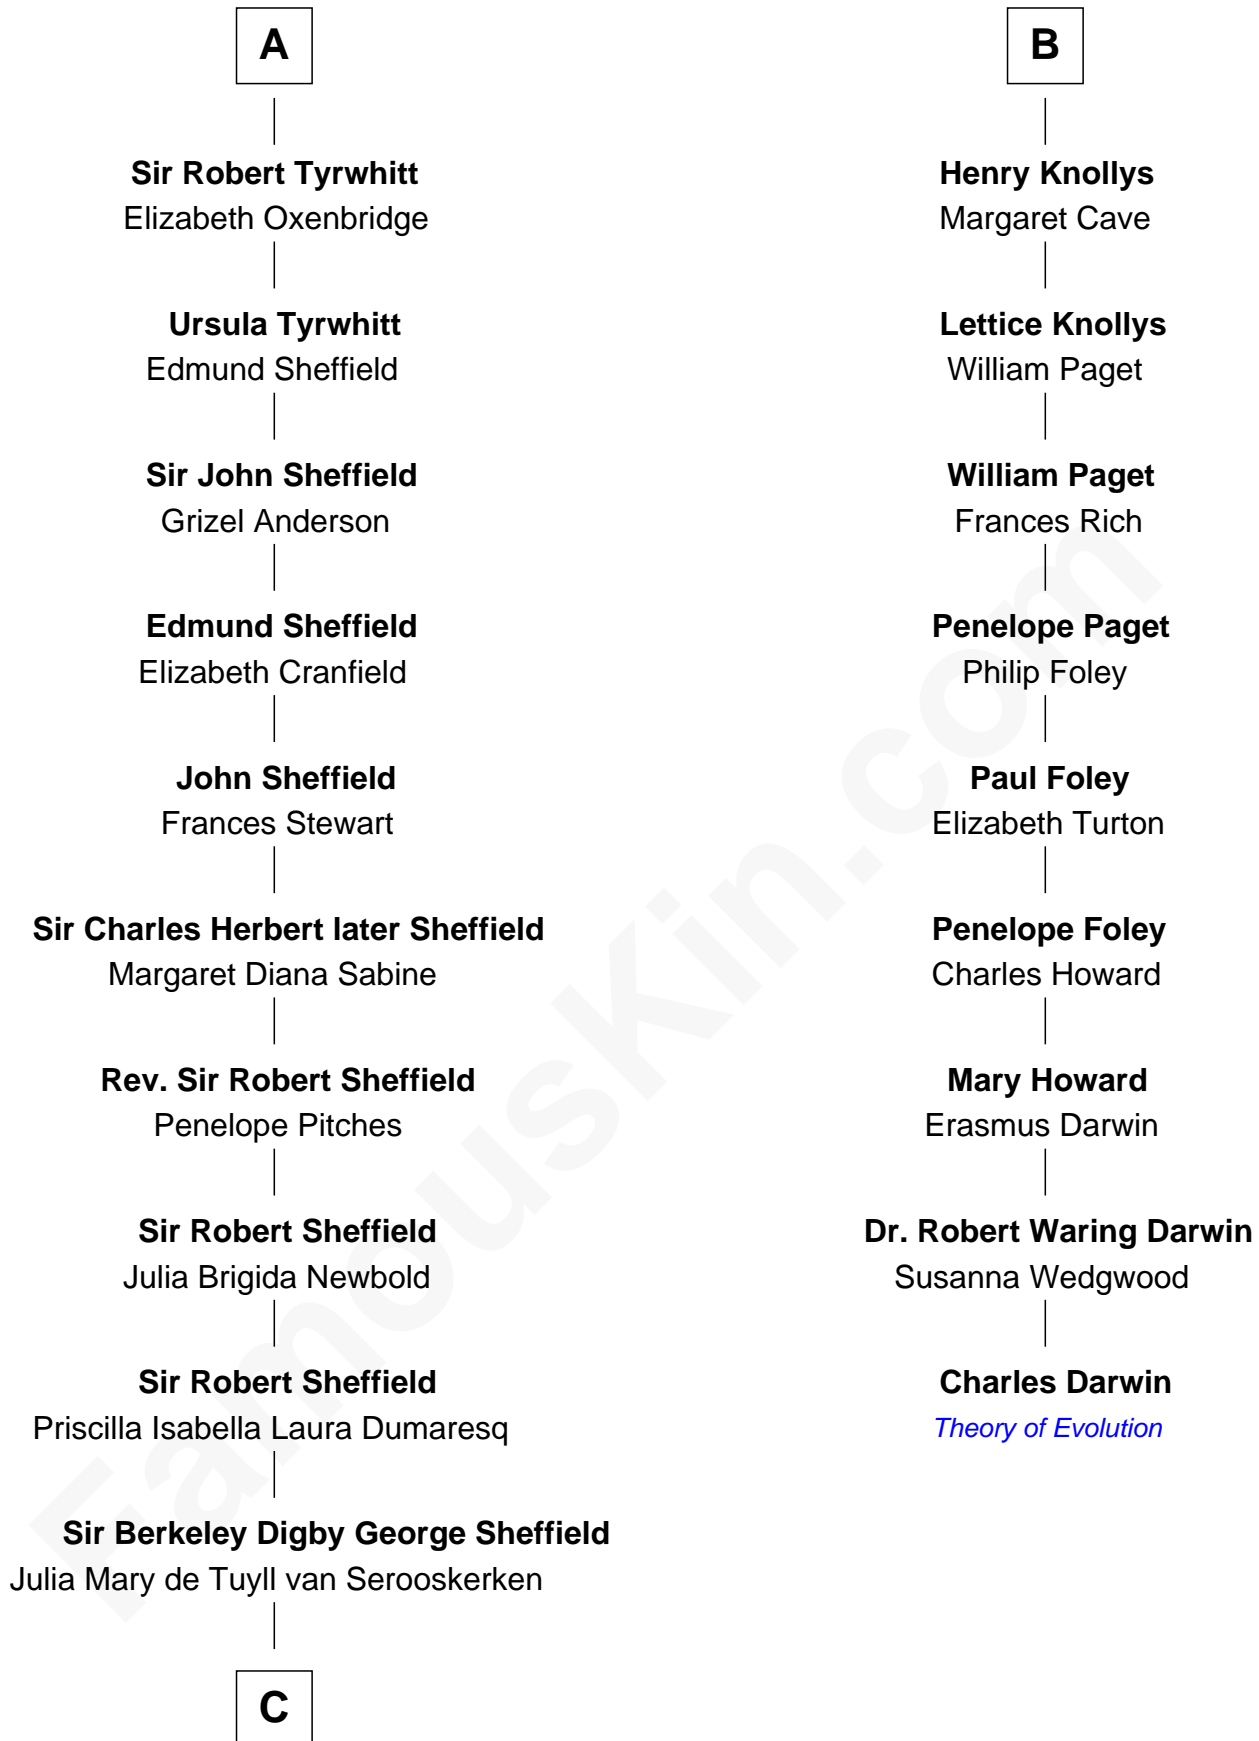 A
Sir Robert Tyrwhitt
Elizabeth Oxenbridge
Ursula Tyrwhitt
Edmund Sheffield
Sir John Sheffield
Grizel Anderson
Edmund Sheffield
Elizabeth Cranfield
John Sheffield
Frances Stewart
Sir Charles Herbert later Sheffield
Margaret Diana Sabine
Rev. Sir Robert Sheffield
Penelope Pitches
Sir Robert Sheffield
Julia Brigida Newbold
Sir Robert Sheffield
Priscilla Isabella Laura Dumaresq
Sir Berkeley Digby George Sheffield
Julia Mary de Tuyll van Serooskerken
C
B
Henry Knollys
Margaret Cave
Lettice Knollys
William Paget
William Paget
Frances Rich
Penelope Paget
Philip Foley
Paul Foley
Elizabeth Turton
Penelope Foley
Charles Howard
Mary Howard
Erasmus Darwin
Dr. Robert Waring Darwin
Susanna Wedgwood
Charles Darwin
Theory of Evolution
FamousKin.com